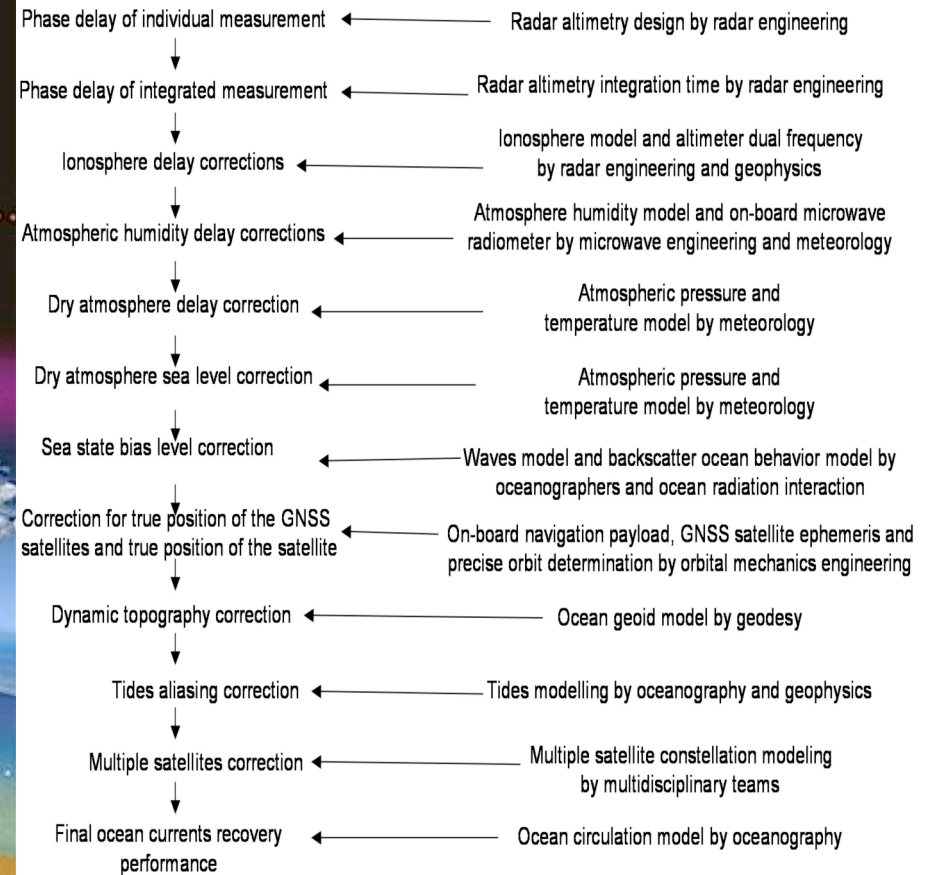 Phase delay of individual measurement
Radar altimetry design by radar engineering
Phase delay of integrated measurement
Radar altimetry integration time by radar engineering
Ionosphere delay corrections
Ionosphere model and altimeter dual frequency
by radar engineering and geophysics
Atmospheric humidity delay corrections
Atmosphere humidity model and on-board microwave
radiometer by microwave engineering and meteorology
Dry atmosphere delay correction
Atmospheric pressure and
temperature model by meteorology
Dry atmosphere sea level correction
Atmospheric pressure and
temperature model by meteorology
Sea state bias level correction
Waves model and backscatter ocean behavior model by
oceanographers and ocean radiation interaction
Correction for true position of the GNSS
satellites and true position of the satellite
On-board navigation payload, GNSS satellite ephemeris and
precise orbit determination by orbital mechanics engineering
Dynamic topography correction
Ocean geoid model by geodesy
Tides aliasing correction
Tides modelling by oceanography and geophysics
Multiple satellites correction
Multiple satellite constellation modeling
by multidisciplinary teams
Final ocean currents recovery
performance
Ocean circulation model by oceanography